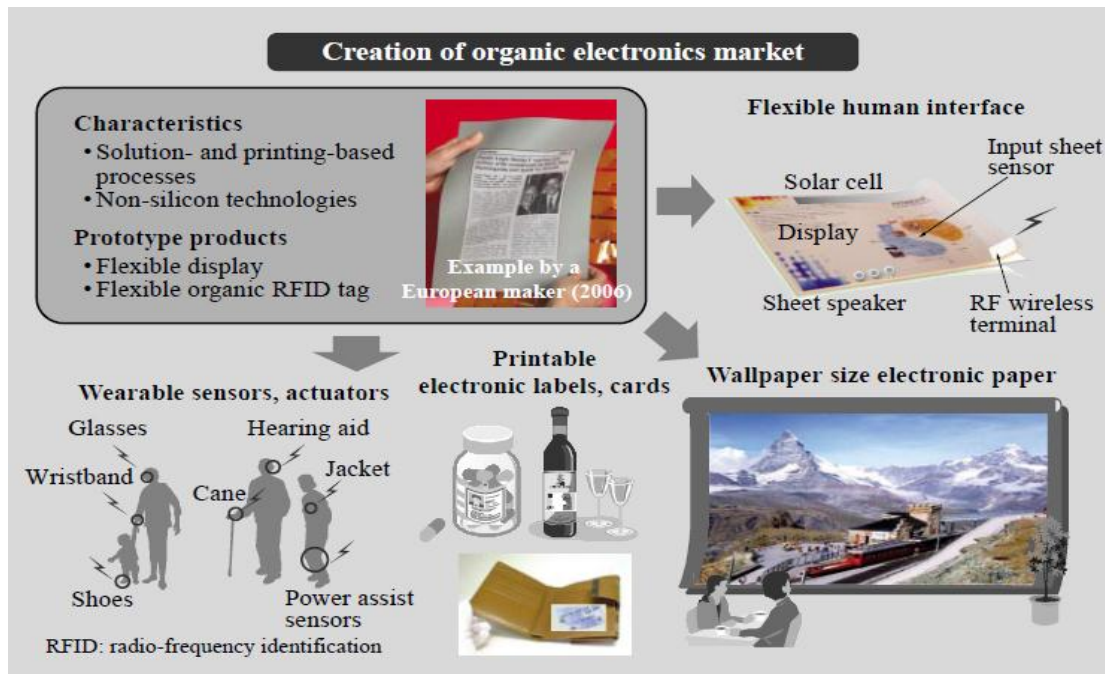 Creation of organic electronics market
Characteristics
• Solution- and printing-based
processes
• Non-silicon technologies
Prototype products
• Flexible display
• Flexible organic RFID tag
Example by a
European maker (2006)
Flexible human interface
Input sheet
sensor
Solar cell
Display
Sheet speaker
RF wireless
terminal
Wearable sensors, actuators
Glasses
Hearing aid
Wristband
Jacket
Cane
Shoes
Power assist
sensors
RFID: radio-frequency identification
Printable
electronic labels, cards
Wallpaper size electronic paper